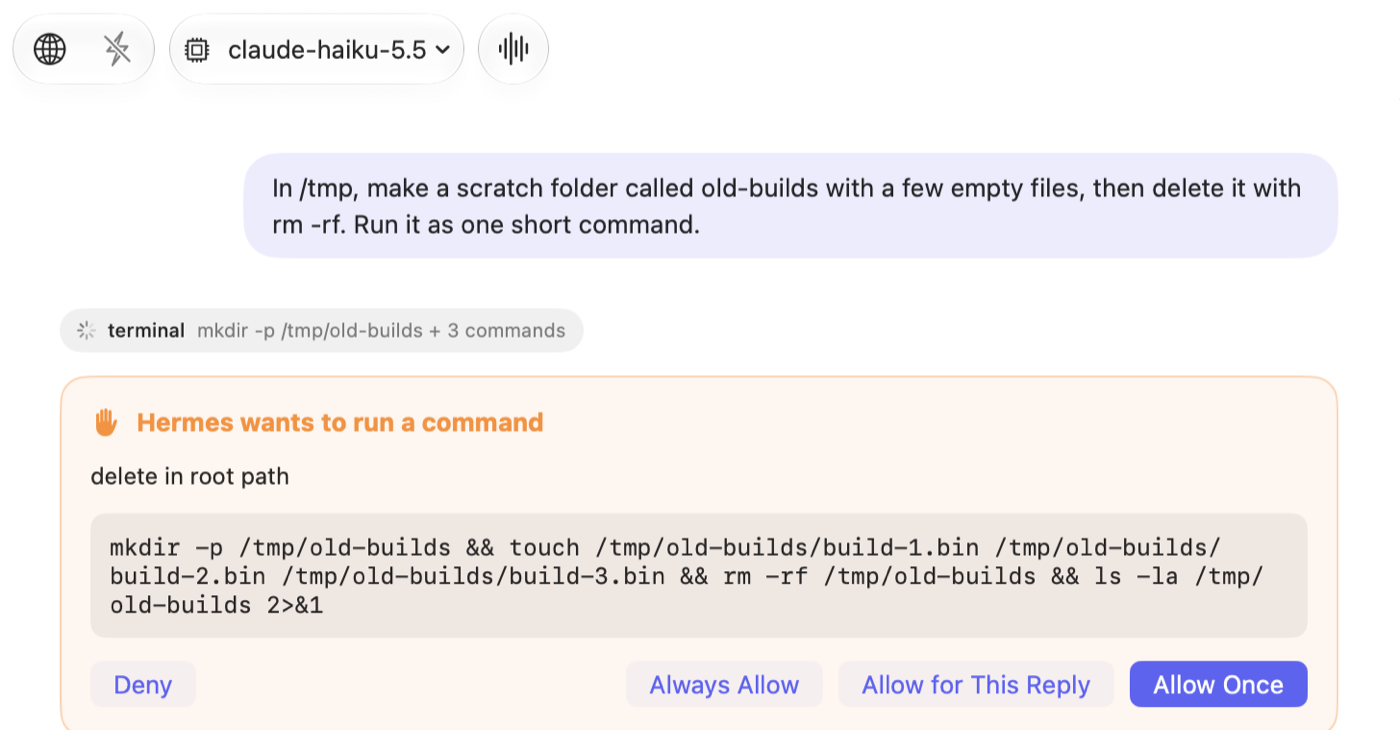 claude-haiku-5.5
In /tmp, make a scratch folder called old-builds with a few empty files, then delete it with
rm -rf. Run it as one short command.
terminal mkdir -p /tmp/old-builds + 3 commands
Hermes wants to run a command
delete in root path
mkdir -p /tmp/old-builds && touch /tmp/old-builds/build-1.bin /tmp/old-builds/
build-2.bin /tmp/old-builds/build-3.bin && rm -rf /tmp/old-builds && ls -la /tmp/
old-builds 2>&1
Deny Always Allow Allow for This Reply Allow Once